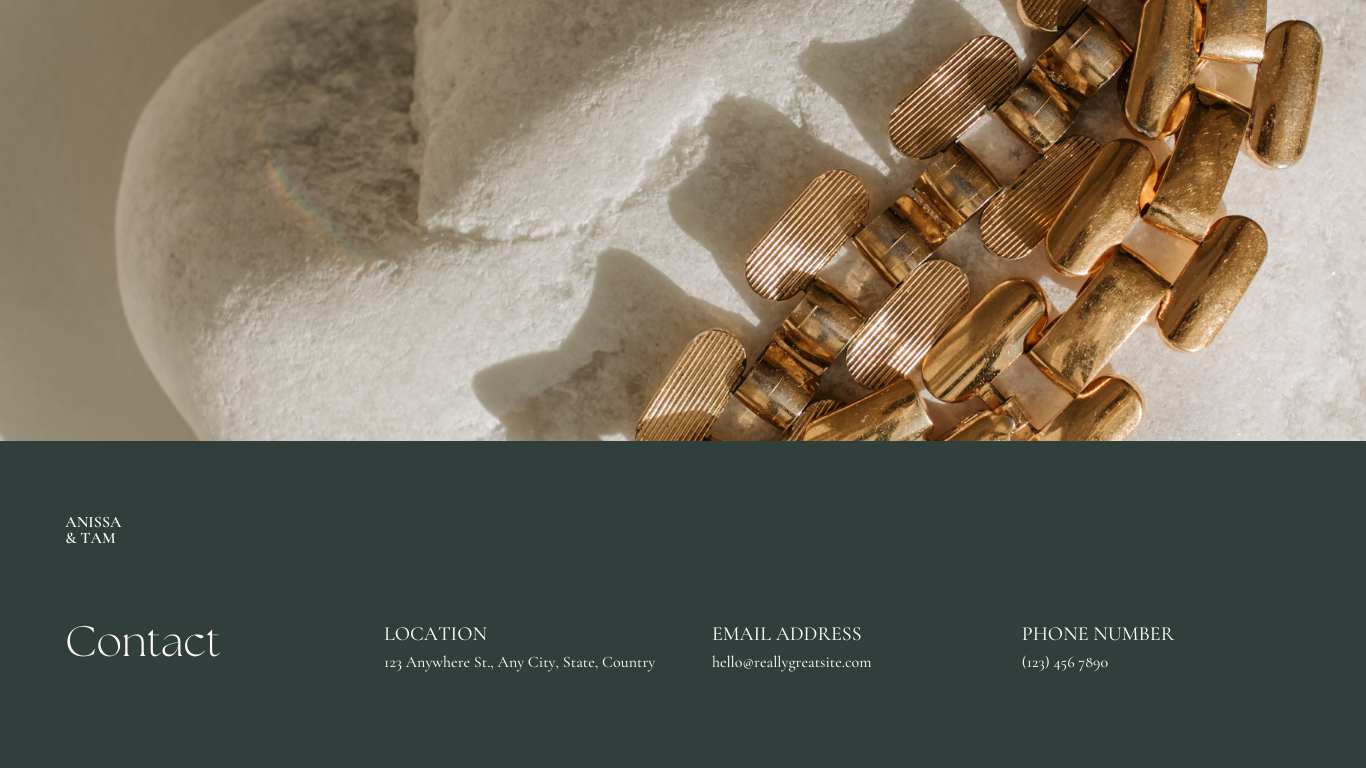 ANISSA
& TAM
Contact
LOCATION
123 Anywhere St., Any City, State, Country
EMAIL ADDRESS
hello@reallygreatsite.com
PHONE NUMBER
(123) 456 7890